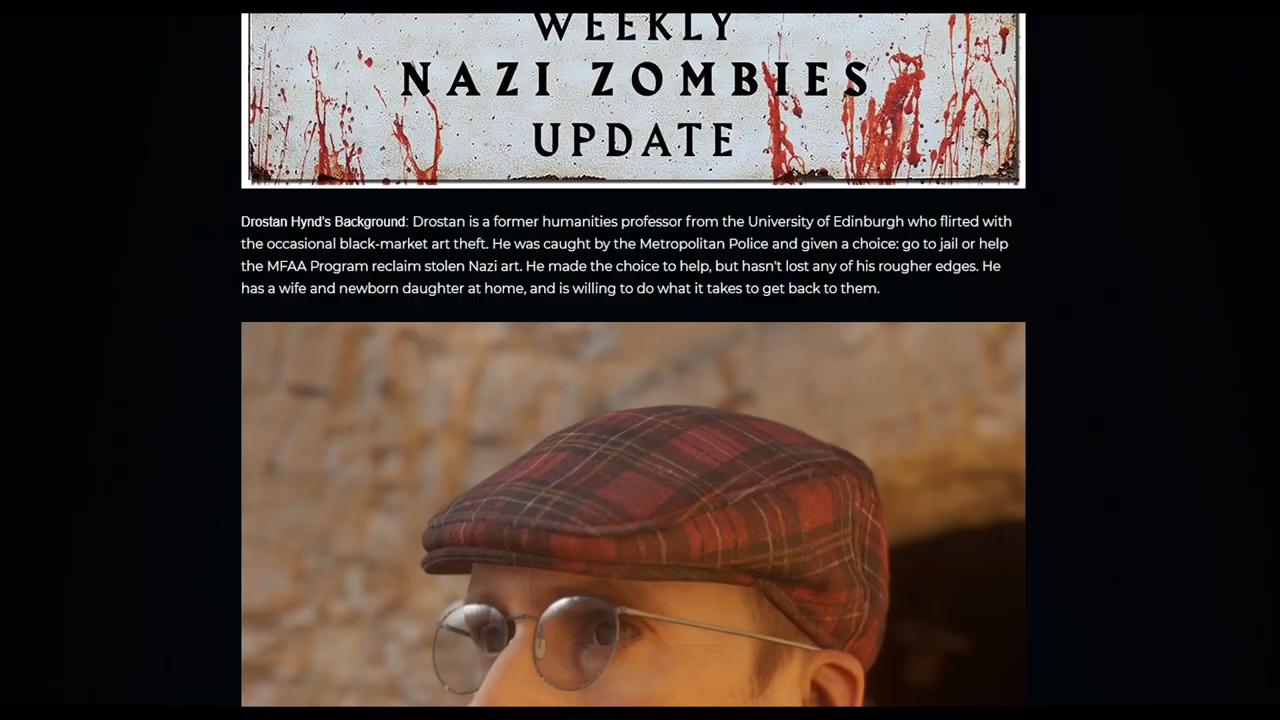 WEEKLY
NAZI ZOMBIES
UPDATE
Drostan Hynd's Background: Drostan is a former humanities professor from the University of Edinburgh who flirted with
the occasional black-market art theft. He was caught by the Metropolitan Police and given a choice: go to jail or help
the MFAA Program reclaim stolen Nazi art. He made the choice to help, but hasn't lost any of his rougher edges. He
has a wife and newborn daughter at home, and is willing to do what it takes to get back to them.